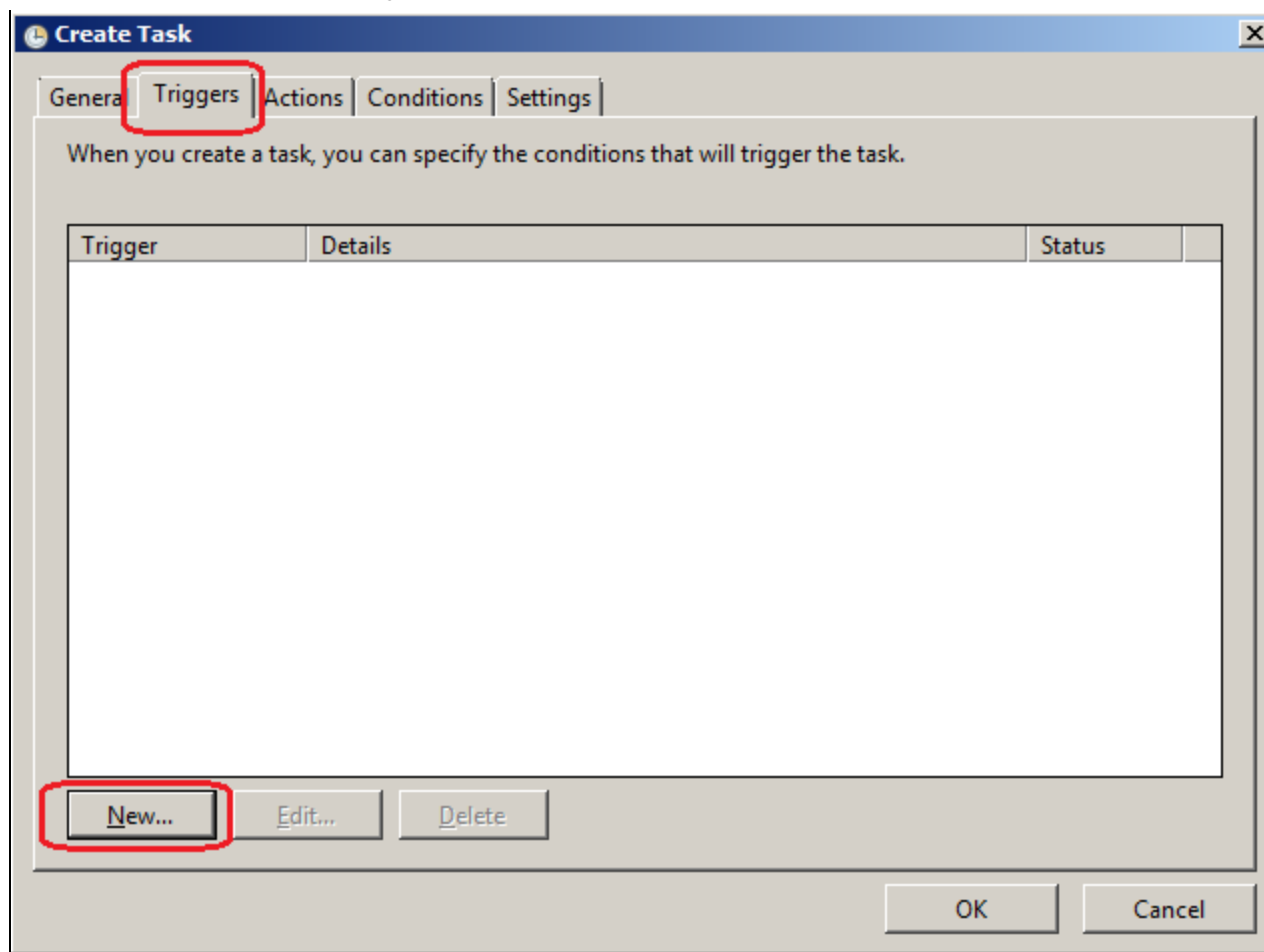 Create Task
General Triggers Actions Conditions Settings
When you create a task, you can specify the conditions that will trigger the task.
Trigger Details Status
New... Edit... Delete
OK Cancel